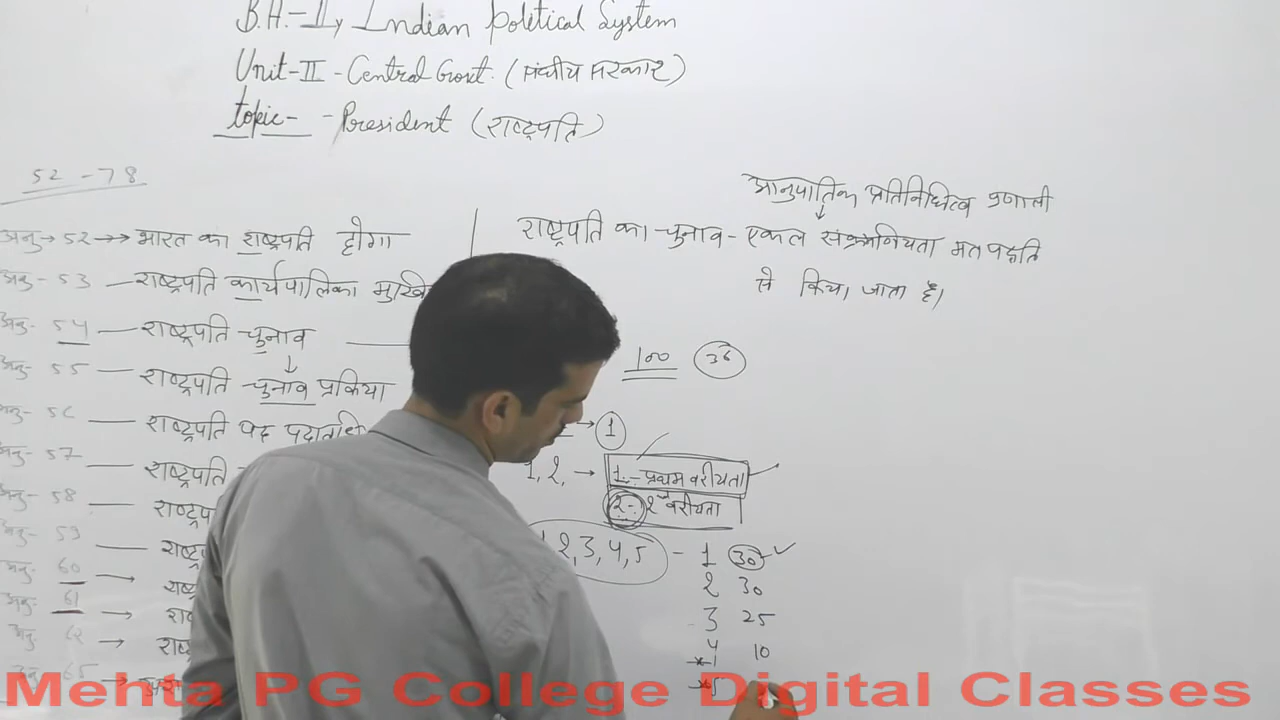 B.A.-II, Indian Political System
Unit-II - Central Govt. (संघीय सरकार)
topic- - President (राष्ट्रपति)
52 - 78
अनु→ 52 →→ भारत का राष्ट्रपति होगा
अनु- 53 — राष्ट्रपति कार्यपालिका
अनु- 54 — राष्ट्रपति चुनाव —
↓
अनु- 55 — राष्ट्रपति चुनाव प्रक्रिया
अनु- 56 — राष्ट्रपति पद
अनु- 57 — राष्ट्रपति
अनु- 58 —
अनु- 59 —
अनु- 60 →
अनु- 61 →
अनु- 62 →
65 →
आनुपातिक प्रतिनिधित्व प्रणाली
↓
राष्ट्रपति का चुनाव - एकल संक्रमनियता मत पद्धति
से किया जाता है।
100 36
→ 1
1, 2, → 1.- प्रथम वरीयता
2- २ वरीयता
1, 2, 3, 4, 5 - 1 30 ✓
2 30
3 25
4 10
5
Mehta PG College Digital Classes